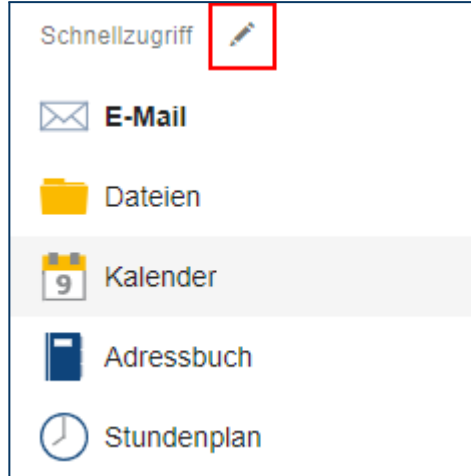 Schnellzugriff
E-Mail
Dateien
9 Kalender
Adressbuch
Stundenplan